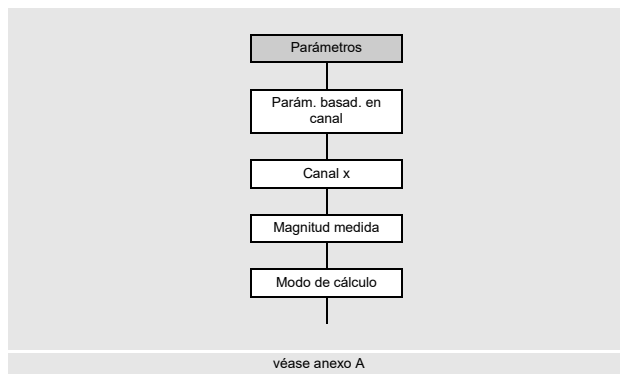 Parámetros
Parám. basad. en
canal
Canal x
Magnitud medida
Modo de cálculo
véase anexo A